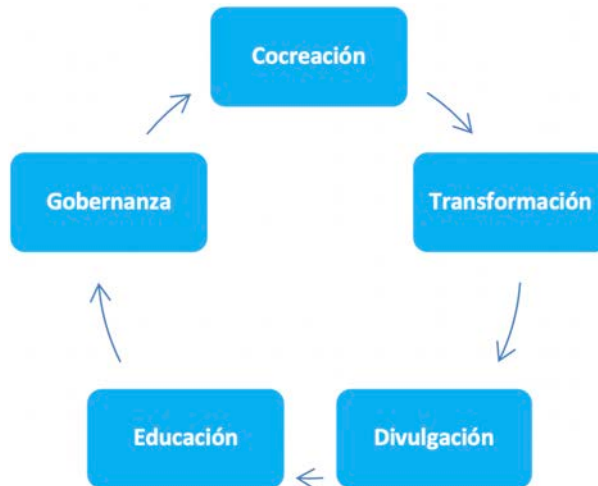 Cocreación
Gobernanza
Transformación
Educación
Divulgación